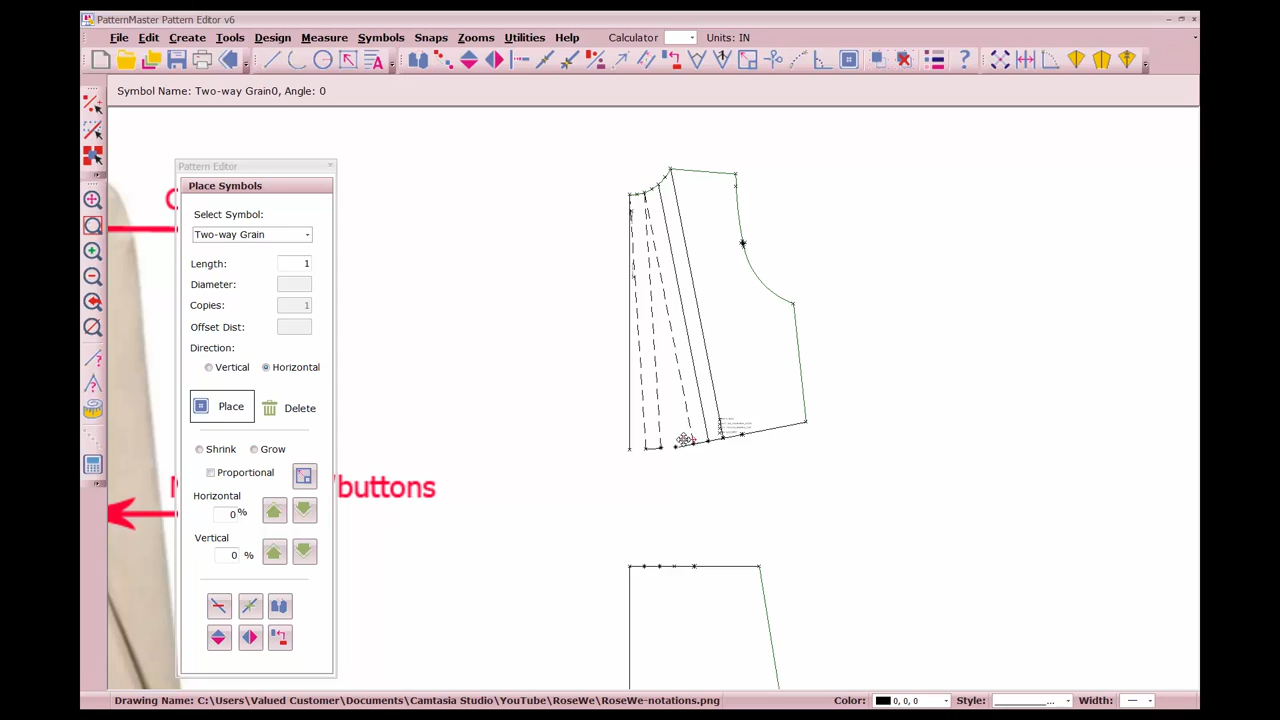 PatternMaster Pattern Editor v6
File Edit Create Tools Design Measure Symbols Snaps Zooms Utilities Help Calculator Units: IN
Symbol Name: Two-way Grain0, Angle: 0
Pattern Editor
Place Symbols
Select Symbol:
Two-way Grain
Length: 1
Diameter:
Copies: 1
Offset Dist:
Direction:
Vertical Horizontal
Place Delete
Shrink Grow
Proportional
Horizontal
0 %
Vertical
0 %
/buttons
Drawing Name: C:\Users\Valued Customer\Documents\Camtasia Studio\YouTube\RoseWe\RoseWe-notations.png Color: 0, 0, 0 Style: Width: